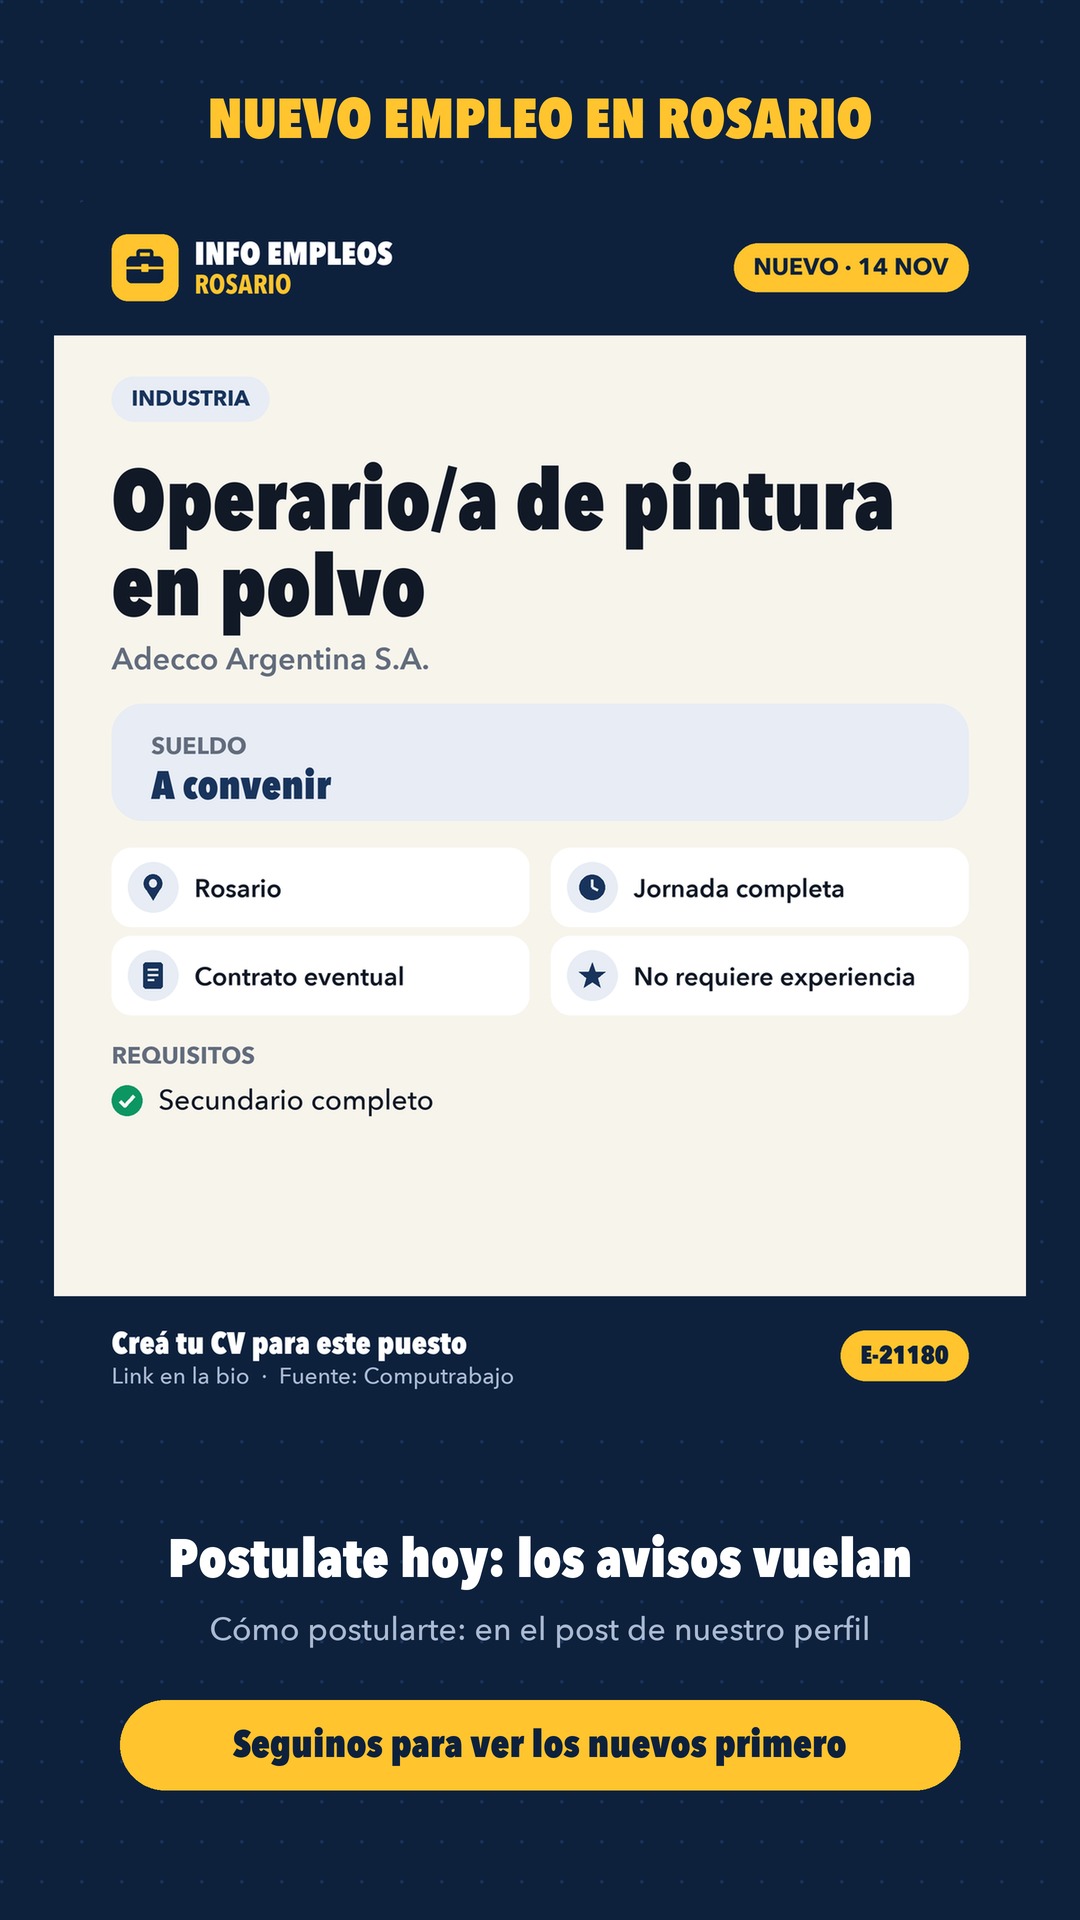 NUEVO EMPLEO EN ROSARIO
INFO EMPLEOS
ROSARIO
NUEVO · 14 NOV
INDUSTRIA
Operario/a de pintura
en polvo
Adecco Argentina S.A.
SUELDO
A convenir
Rosario
Jornada completa
Contrato eventual
No requiere experiencia
REQUISITOS
Secundario completo
Creá tu CV para este puesto
Link en la bio · Fuente: Computrabajo
E-21180
Postulate hoy: los avisos vuelan
Cómo postularte: en el post de nuestro perfil
Seguinos para ver los nuevos primero